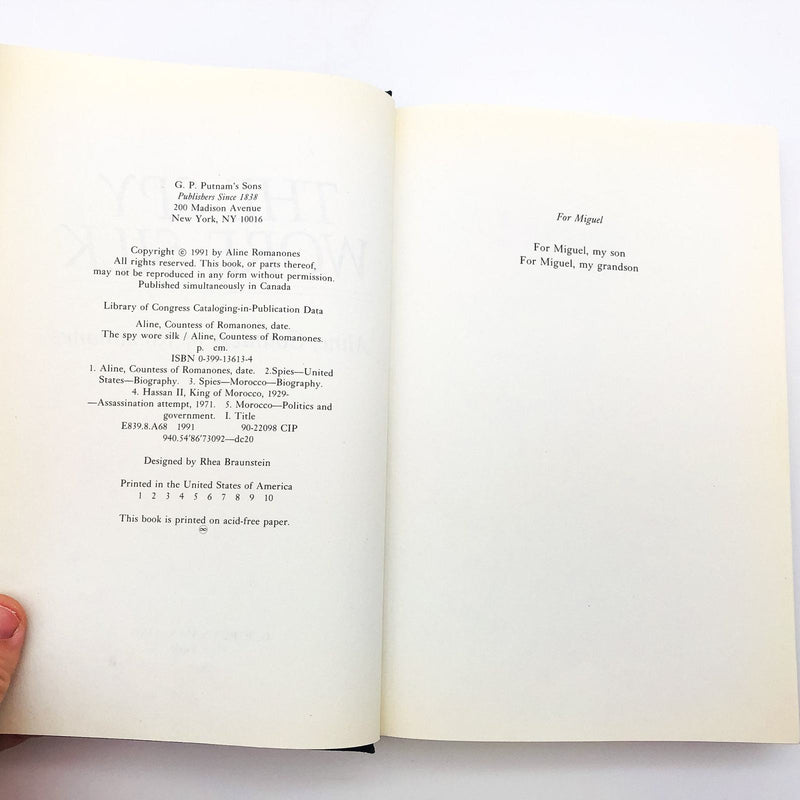 G. P. Putnam's Sons
Publishers Since 1838
200 Madison Avenue
New York, NY 10016
Copyright © 1991 by Aline Romanones
All rights reserved. This book, or parts thereof,
may not be reproduced in any form without permission.
Published simultaneously in Canada
Library of Congress Cataloging-in-Publication Data
Aline, Countess of Romanones, date.
The spy wore silk / Aline, Countess of Romanones.
p. cm.
ISBN 0-399-13613-4
1. Aline, Countess of Romanones, date. 2.Spies—United
States—Biography. 3. Spies—Morocco—Biography.
4. Hassan II, King of Morocco, 1929-
—Assassination attempt, 1971. 5. Morocco—Politics and
government. I. Title
E839.8.A68 1991 90-22098 CIP
940.54'86'73092—dc20
Designed by Rhea Braunstein
Printed in the United States of America
1 2 3 4 5 6 7 8 9 10
This book is printed on acid-free paper.
♾
For Miguel
For Miguel, my son
For Miguel, my grandson